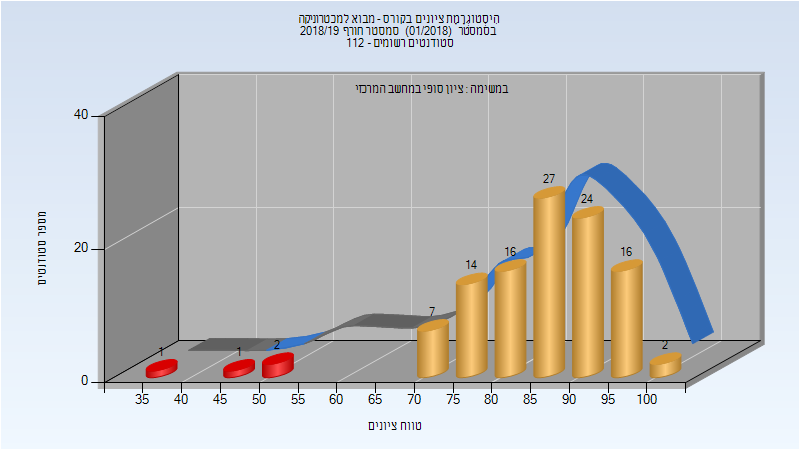 היסטוגרמת ציונים בקורס - מבוא למכטרוניקה
בסמסטר (01/2018) סמסטר חורף 2018/19
סטודנטים רשומים - 112
במשימה : ציון סופי במחשב המרכזי
מספר סטודנטים
40
20
0
1
1
2
7
14
16
27
24
16
2
35 40 45 50 55 60 65 70 75 80 85 90 95 100
טווח ציונים